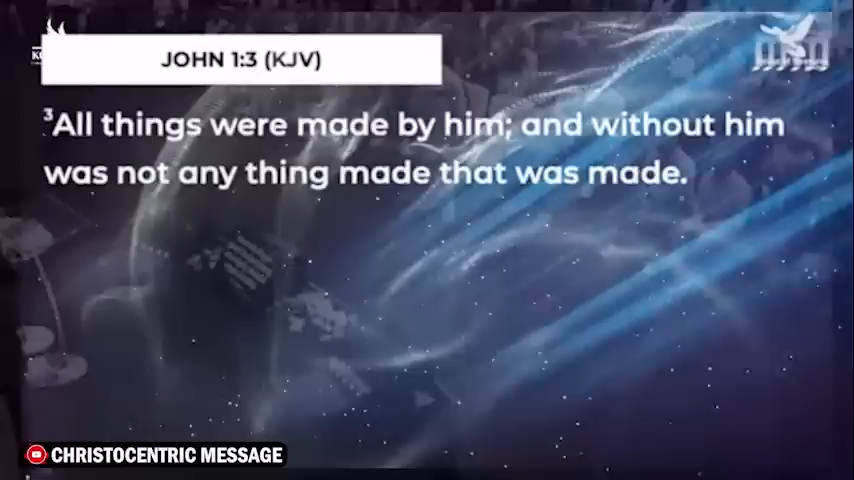 JOHN 1:3 (KJV)
³All things were made by him; and without him
was not any thing made that was made.
CHRISTOCENTRIC MESSAGE